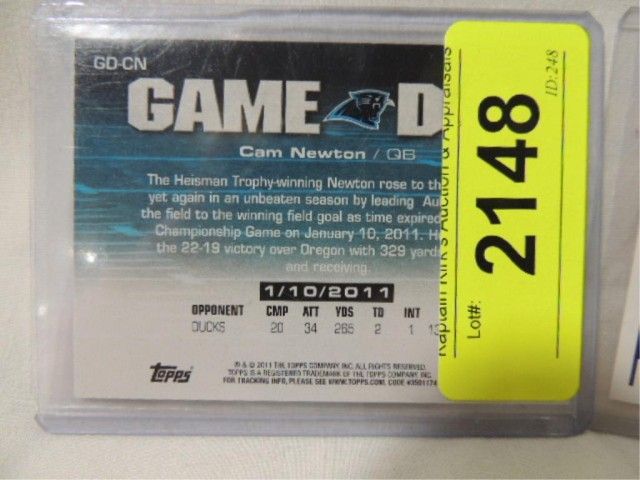 GD-CN
GAME D
Cam Newton / QB
The Heisman Trophy-winning Newton rose to th
yet again in an unbeaten season by leading Au
the field to the winning field goal as time expired
Championship Game on January 10, 2011. H
the 22-19 victory over Oregon with 329 yard
and receiving.
1/10/2011
OPPONENT CMP ATT YDS TD INT
DUCKS 20 34 265 2 1
Topps
® & © 2011 THE TOPPS COMPANY, INC. ALL RIGHTS RESERVED.
TOPPS IS A REGISTERED TRADEMARK OF THE TOPPS COMPANY, INC.
FOR TRACKING INFO, PLEASE SEE WWW.TOPPS.COM. CODE #3501174
Kaptain Kirk's Auction & Appraisals
Lot#: 2148
ID:248